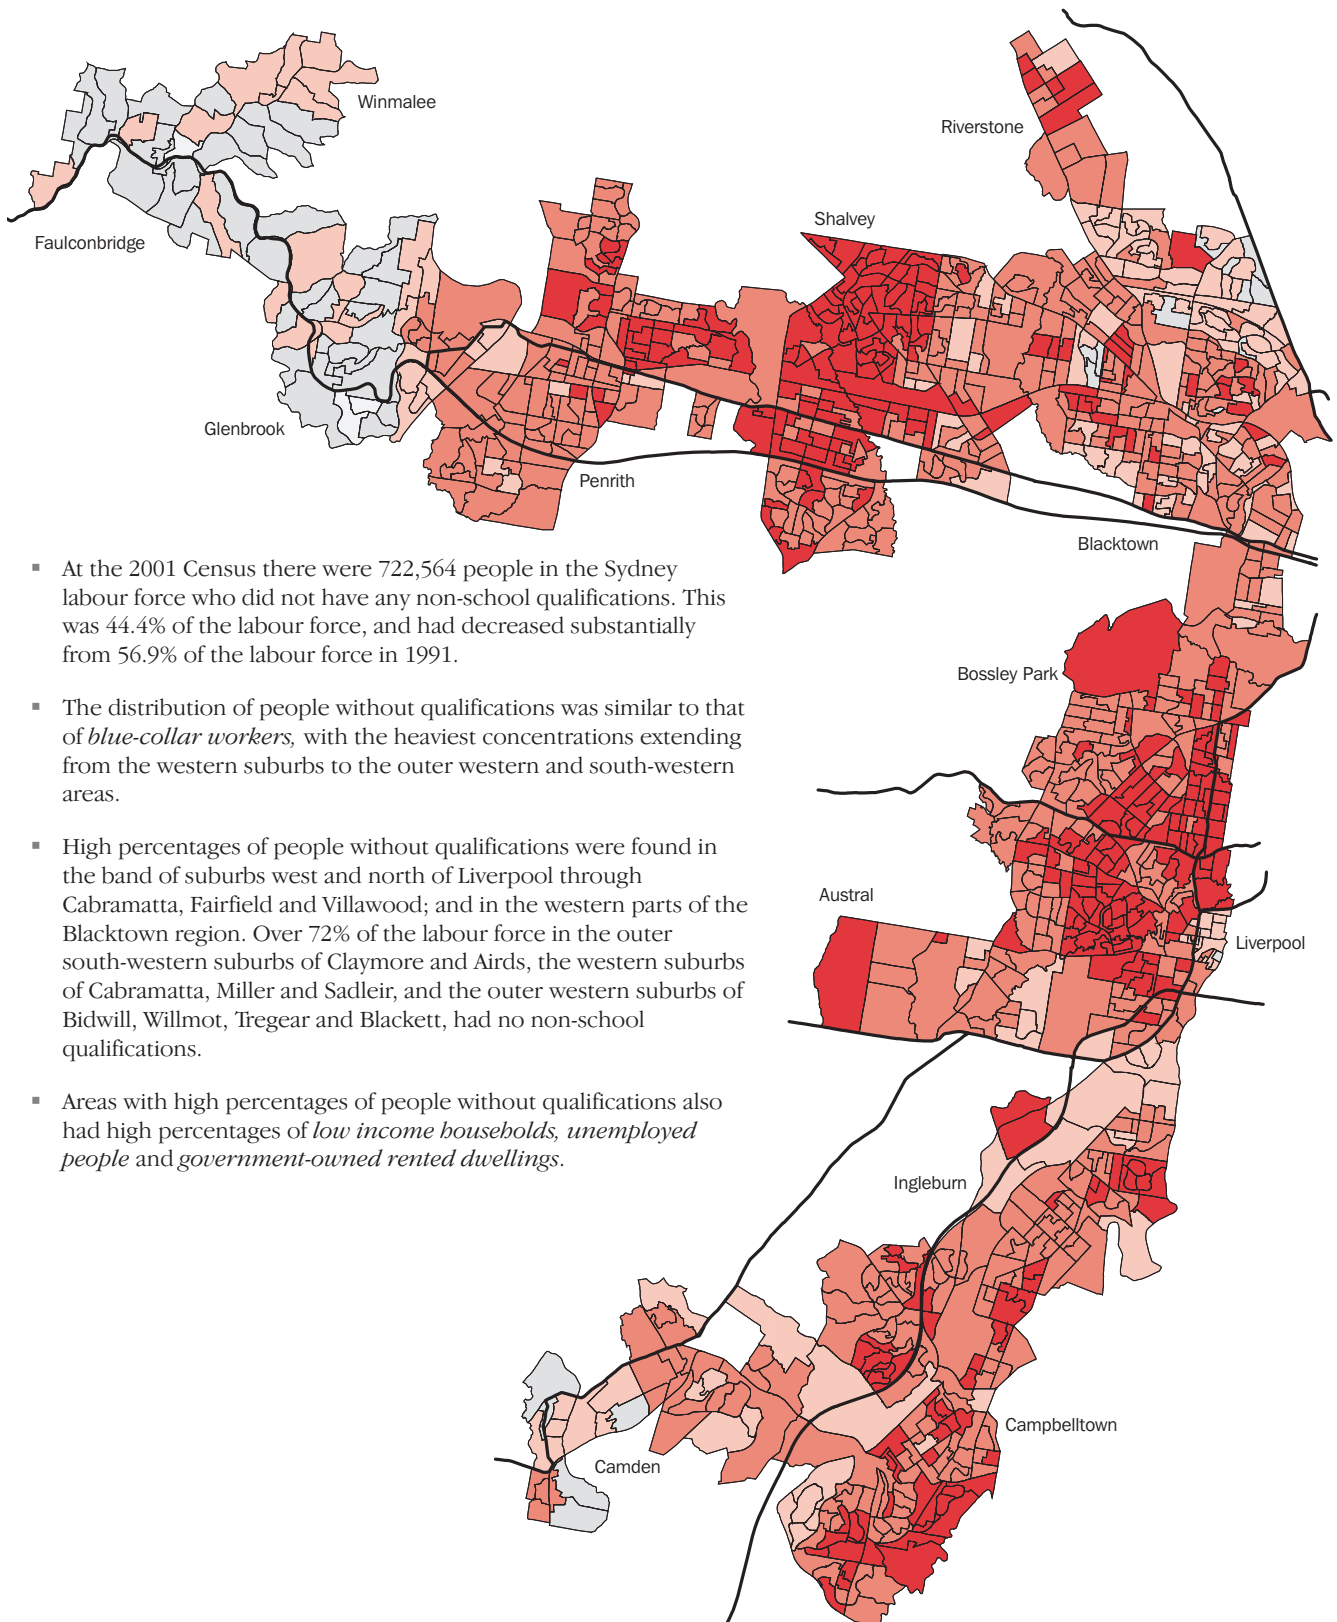 Winmalee
Riverstone
Shalvey
Faulconbridge
Glenbrook
Penrith
Blacktown
▪ At the 2001 Census there were 722,564 people in the Sydney
labour force who did not have any non-school qualifications. This
was 44.4% of the labour force, and had decreased substantially
from 56.9% of the labour force in 1991.
▪ The distribution of people without qualifications was similar to that
of blue-collar workers, with the heaviest concentrations extending
from the western suburbs to the outer western and south-western
areas.
▪ High percentages of people without qualifications were found in
the band of suburbs west and north of Liverpool through
Cabramatta, Fairfield and Villawood; and in the western parts of the
Blacktown region. Over 72% of the labour force in the outer
south-western suburbs of Claymore and Airds, the western suburbs
of Cabramatta, Miller and Sadleir, and the outer western suburbs of
Bidwill, Willmot, Tregear and Blackett, had no non-school
qualifications.
▪ Areas with high percentages of people without qualifications also
had high percentages of low income households, unemployed
people and government-owned rented dwellings.
Bossley Park
Austral
Liverpool
Ingleburn
Campbelltown
Camden